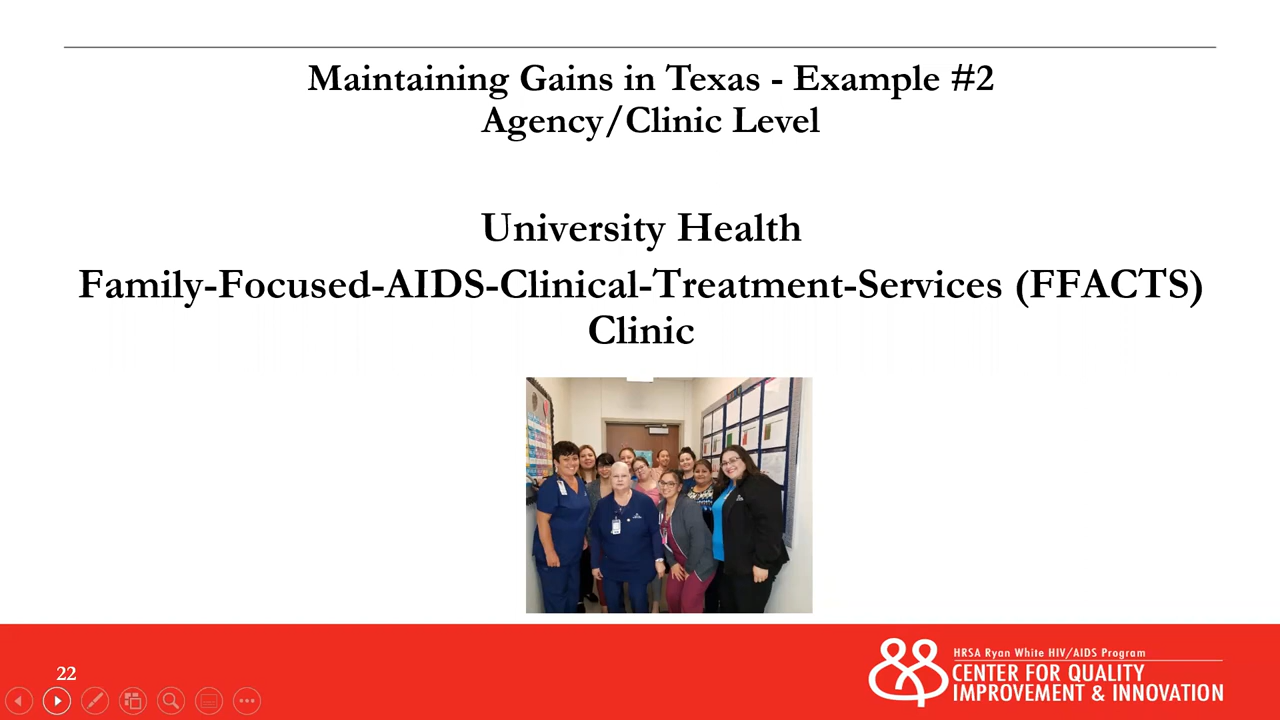 Maintaining Gains in Texas - Example #2
Agency/Clinic Level
University Health
Family-Focused-AIDS-Clinical-Treatment-Services (FFACTS)
Clinic
22
HRSA Ryan White HIV/AIDS Program
CENTER FOR QUALITY
IMPROVEMENT & INNOVATION